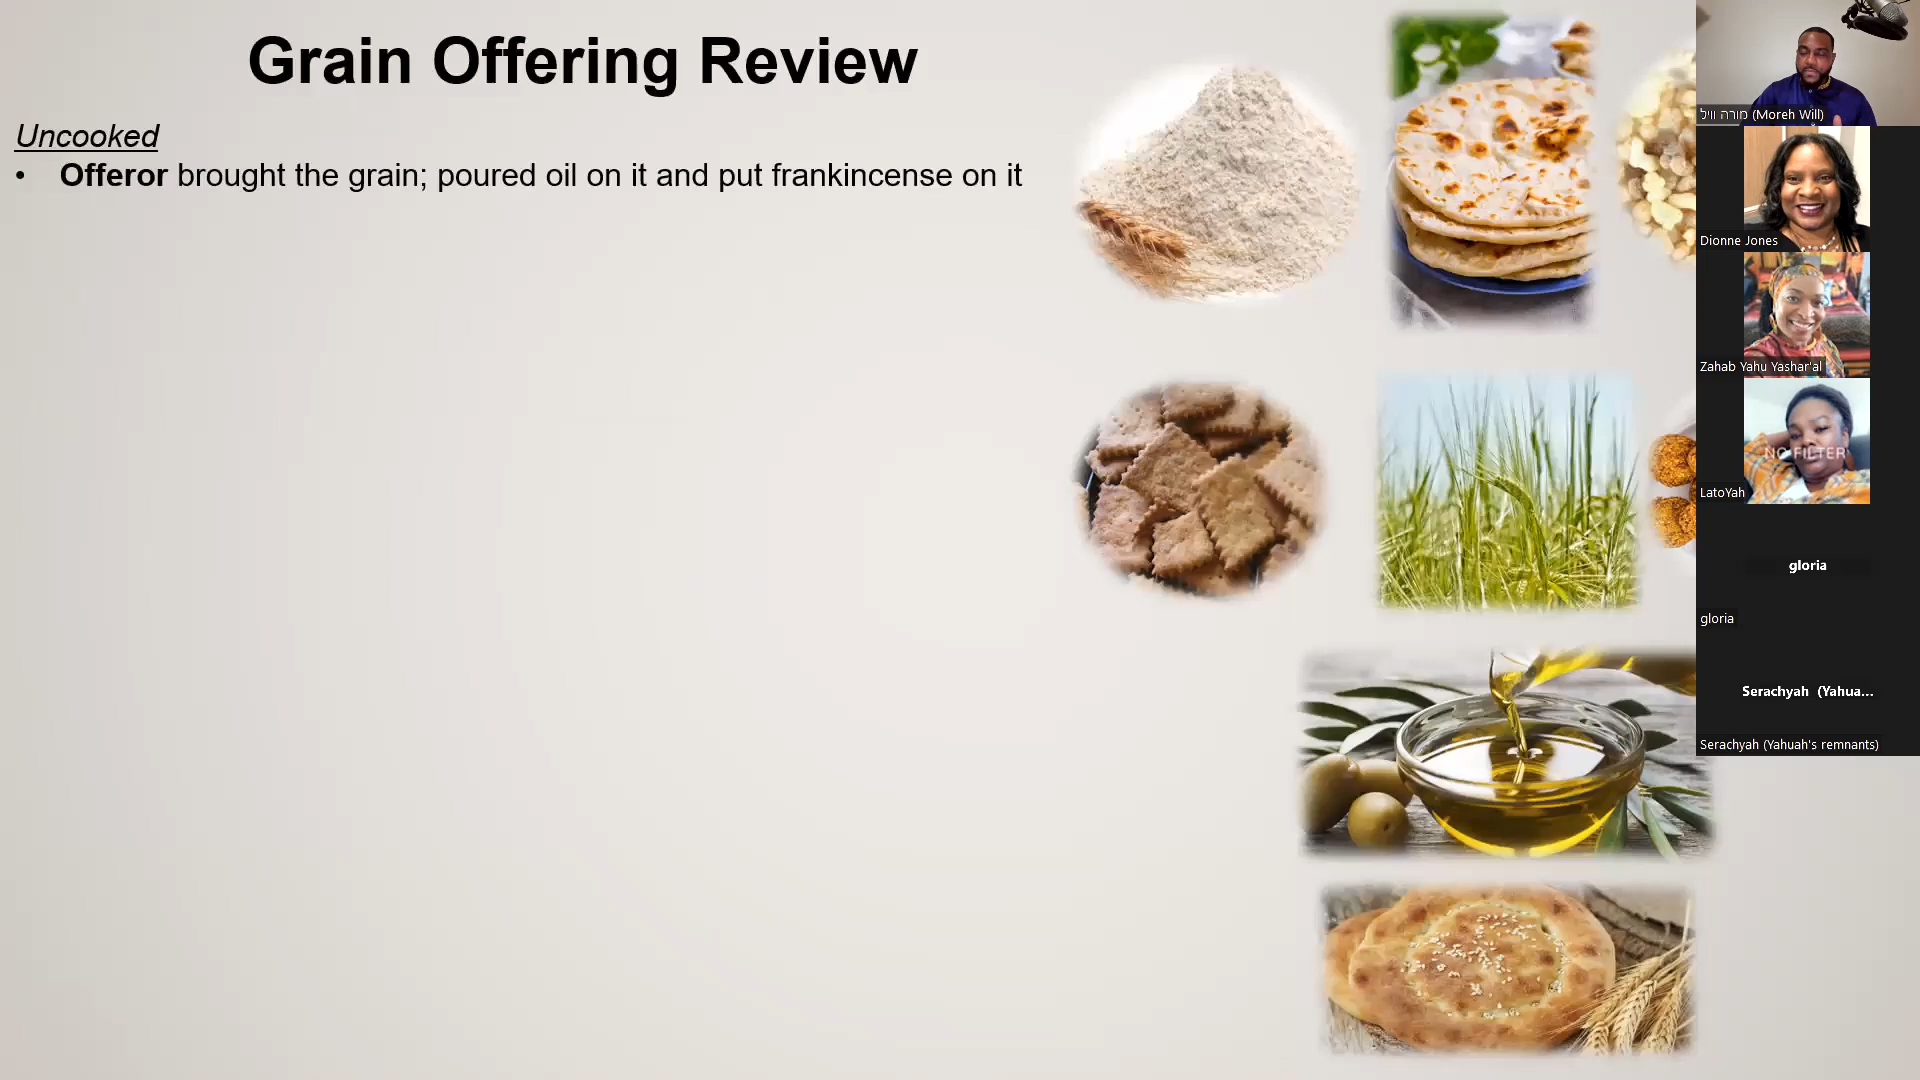 Grain Offering Review
Uncooked
• Offeror brought the grain; poured oil on it and put frankincense on it
מורה וויל (Moreh Will)
Dionne Jones
Zahab Yahu Yashar'al
NO FILTER
LatoYah
gloria
gloria
Serachyah (Yahua...
Serachyah (Yahuah's remnants)